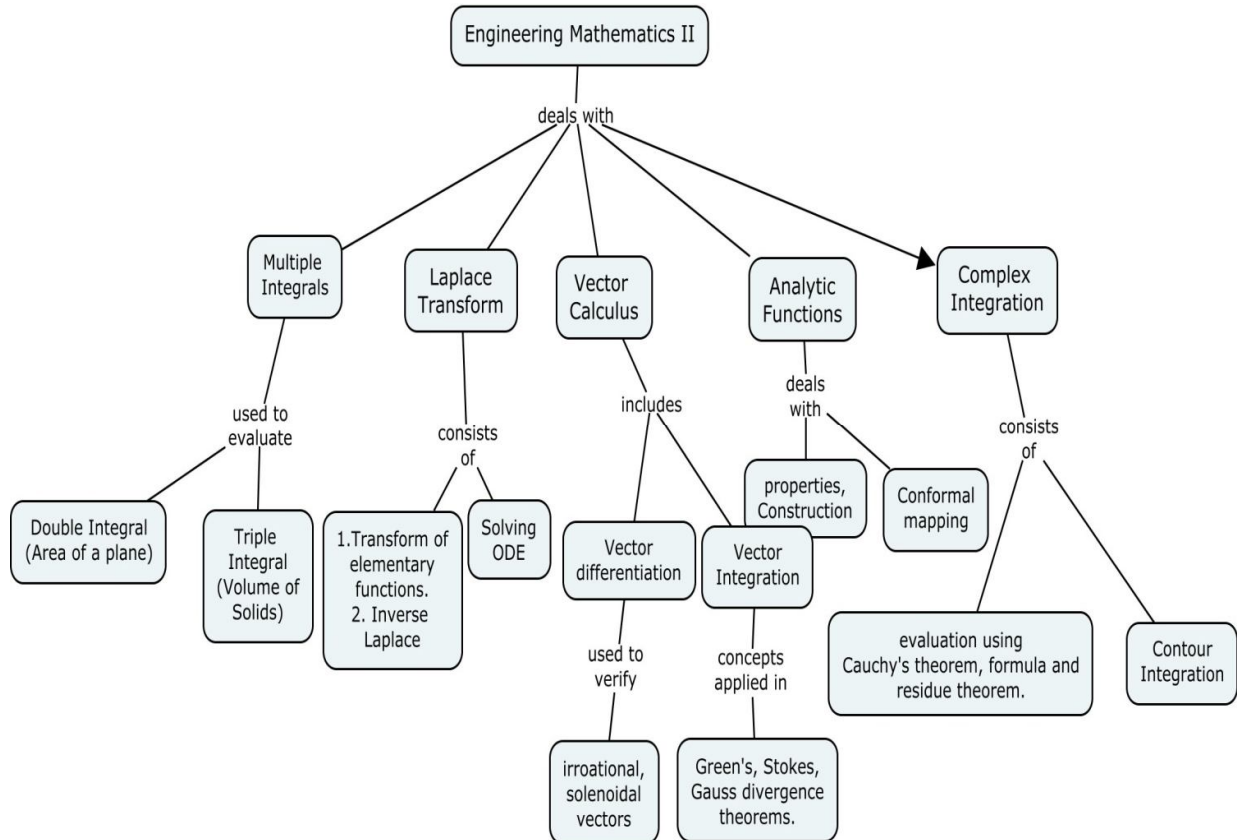 Engineering Mathematics II
deals with
Multiple
Integrals
Laplace
Transform
Vector
Calculus
Analytic
Functions
Complex
Integration
used to
evaluate
consists
of
includes
deals
with
consists
of
Double Integral
(Area of a plane)
Triple
Integral
(Volume of
Solids)
1.Transform of
elementary
functions.
2. Inverse
Laplace
Solving
ODE
Vector
differentiation
Vector
Integration
properties,
Construction
Conformal
mapping
evaluation using
Cauchy's theorem, formula and
residue theorem.
Contour
Integration
used to
verify
concepts
applied in
irroational,
solenoidal
vectors
Green's, Stokes,
Gauss divergence
theorems.